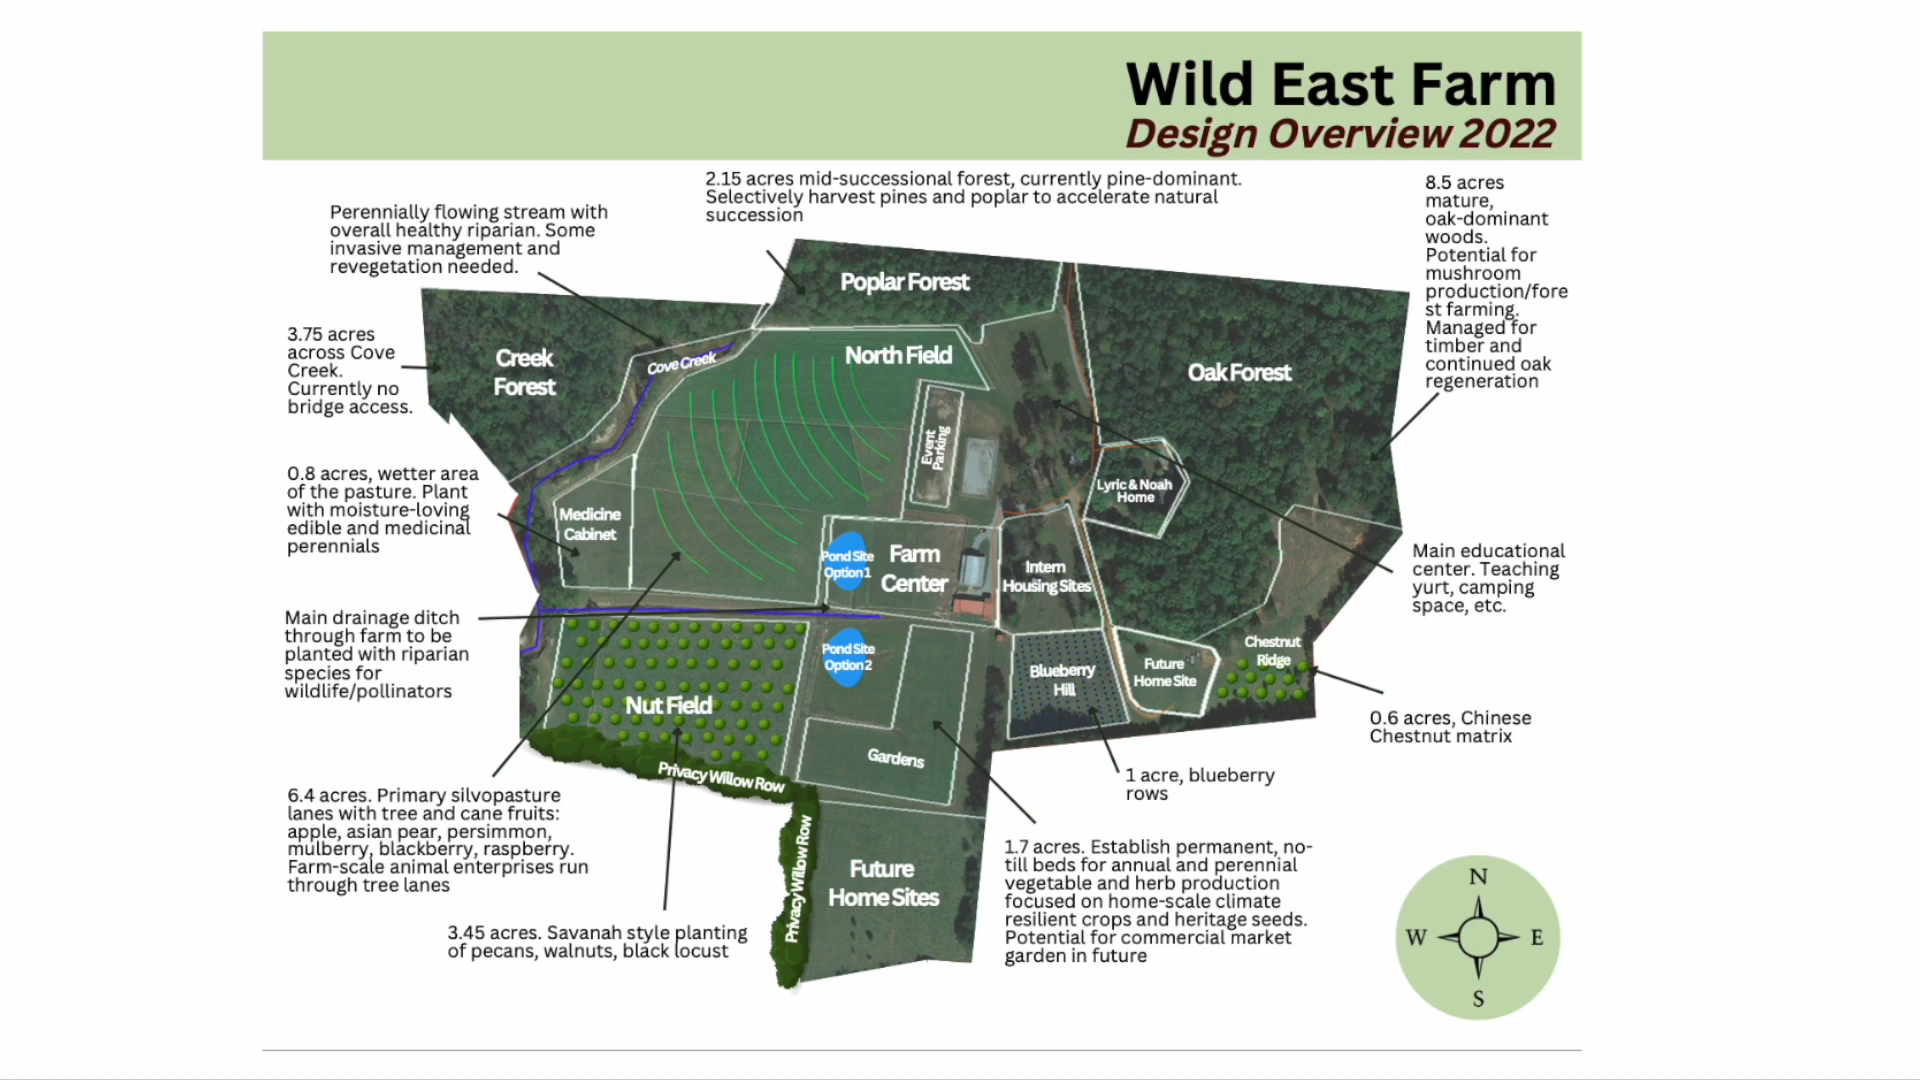 Wild East Farm
Design Overview 2022
2.15 acres mid-successional forest, currently pine-dominant.
Selectively harvest pines and poplar to accelerate natural
succession
8.5 acres
mature,
oak-dominant
woods.
Potential for
mushroom
production/fore
st farming.
Managed for
timber and
continued oak
regeneration
Perennially flowing stream with
overall healthy riparian. Some
invasive management and
revegetation needed.
3.75 acres
across Cove
Creek.
Currently no
bridge access.
0.8 acres, wetter area
of the pasture. Plant
with moisture-loving
edible and medicinal
perennials
Main drainage ditch
through farm to be
planted with riparian
species for
wildlife/pollinators
6.4 acres. Primary silvopasture
lanes with tree and cane fruits:
apple, asian pear, persimmon,
mulberry, blackberry, raspberry.
Farm-scale animal enterprises run
through tree lanes
3.45 acres. Savanah style planting
of pecans, walnuts, black locust
Poplar Forest
Creek
Forest
Cove Creek
North Field
Oak Forest
Event
Parking
Lyric & Noah
Home
Medicine
Cabinet
Pond Site
Option 1
Farm
Center
Intern
Housing Sites
Pond Site
Option 2
Nut Field
Blueberry
Hill
Future
Home Site
Chestnut
Ridge
Gardens
Privacy Willow Row
Privacy Willow Row
Future
Home Sites
Main educational
center. Teaching
yurt, camping
space, etc.
0.6 acres, Chinese
Chestnut matrix
1 acre, blueberry
rows
1.7 acres. Establish permanent, no-
till beds for annual and perennial
vegetable and herb production
focused on home-scale climate
resilient crops and heritage seeds.
Potential for commercial market
garden in future
N
W
E
S